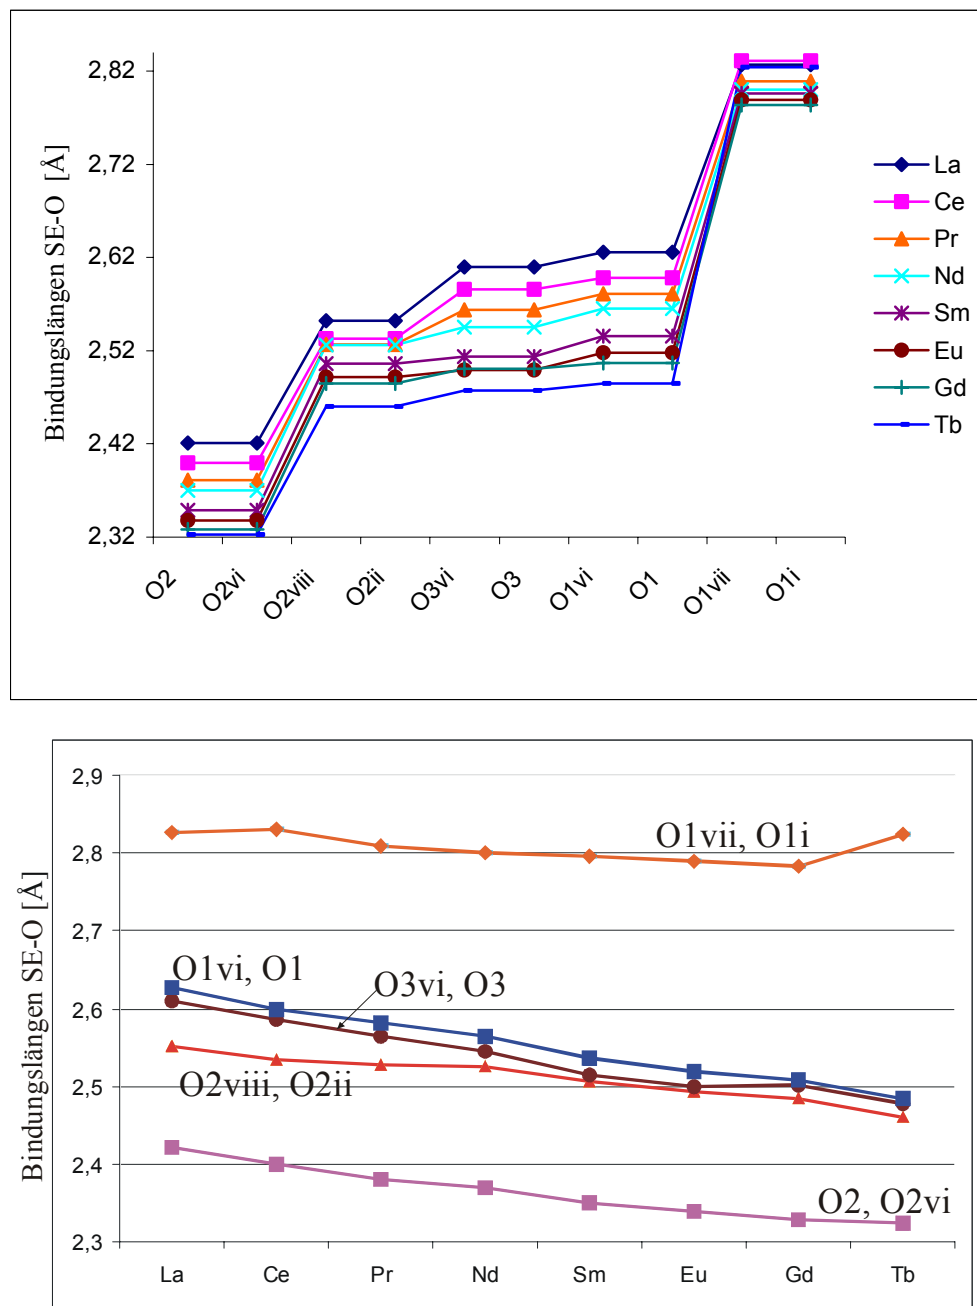 Bindungslängen SE-O [Å]
2,82
2,72
2,62
2,52
2,42
2,32
O2
O2vi
O2viii
O2ii
O3vi
O3
O1vi
O1
O1vii
O1i
La
Ce
Pr
Nd
Sm
Eu
Gd
Tb
Bindungslängen SE-O [Å]
2,9
2,8
2,7
2,6
2,5
2,4
2,3
O1vii, O1i
O1vi, O1
O3vi, O3
O2viii, O2ii
O2, O2vi
La
Ce
Pr
Nd
Sm
Eu
Gd
Tb